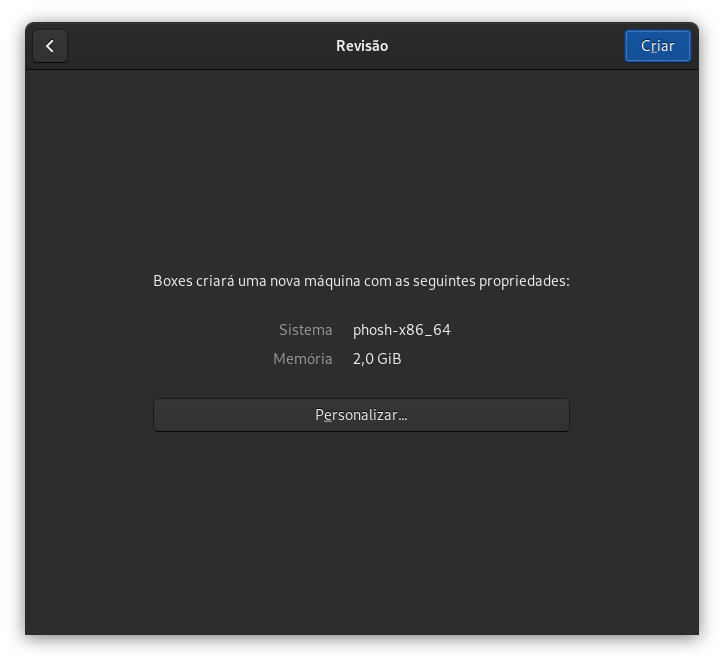 Revisão
Criar
Boxes criará uma nova máquina com as seguintes propriedades:
Sistema phosh-x86_64
Memória 2,0 GiB
Personalizar...